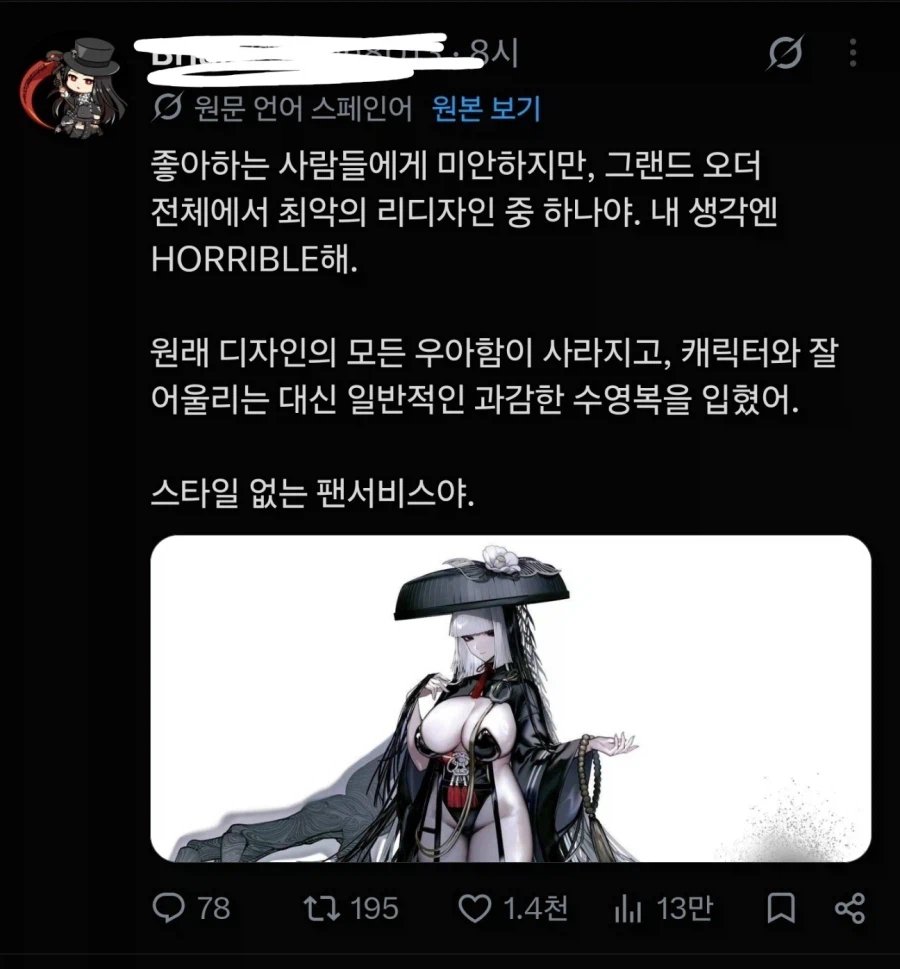 8시
원문 언어 스페인어 원본 보기
좋아하는 사람들에게 미안하지만, 그랜드 오더
전체에서 최악의 리디자인 중 하나야. 내 생각엔
HORRIBLE해.
원래 디자인의 모든 우아함이 사라지고, 캐릭터와 잘
어울리는 대신 일반적인 과감한 수영복을 입혔어.
스타일 없는 팬서비스야.
78 195 1.4천 13만